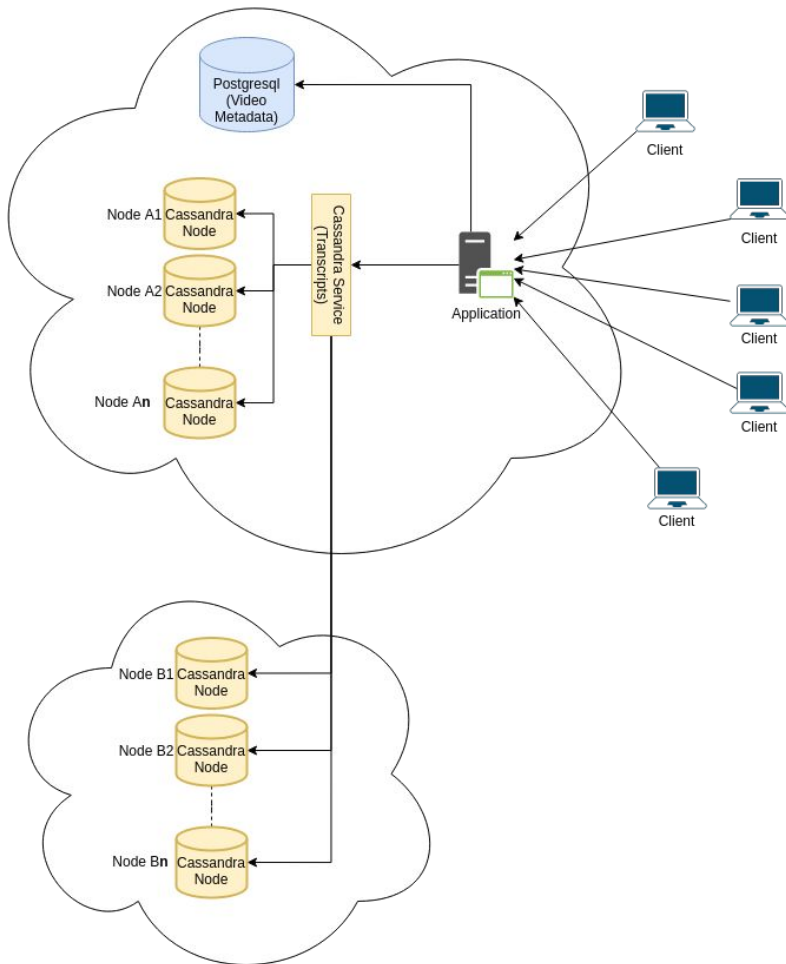 Postgresql
(Video
Metadata)
Client
Node A1
Cassandra
Node
Cassandra Service
(Transcripts)
Client
Node A2
Cassandra
Node
Application
Client
Node An
Cassandra
Node
Client
Client
Node B1
Cassandra
Node
Node B2
Cassandra
Node
Node Bn
Cassandra
Node